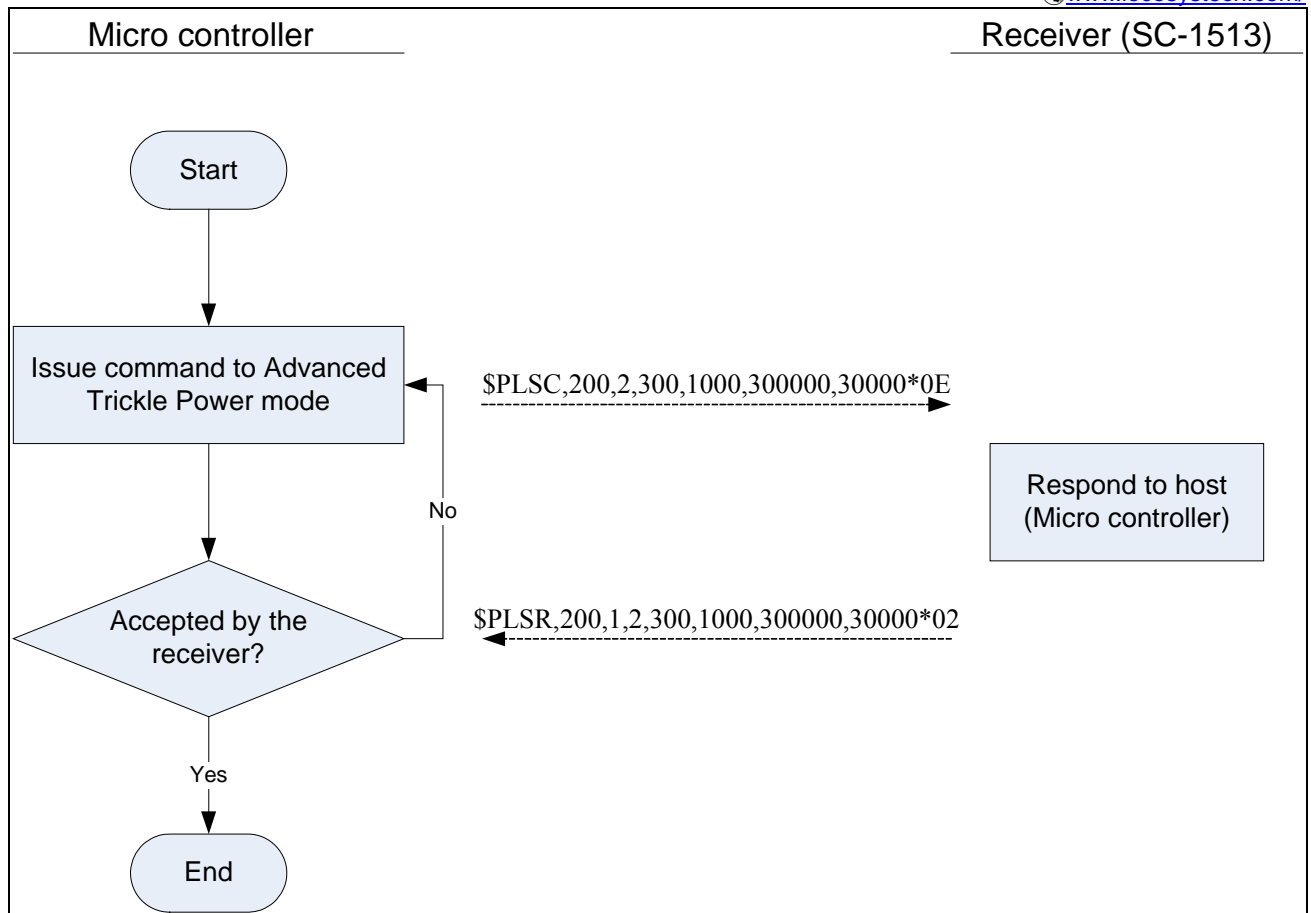 Micro controller
Receiver (SC-1513)
Start
Issue command to Advanced
Trickle Power mode
$PLSC,200,2,300,1000,300000,30000*0E
Respond to host
(Micro controller)
No
Accepted by the
receiver?
$PLSR,200,1,2,300,1000,300000,30000*02
Yes
End